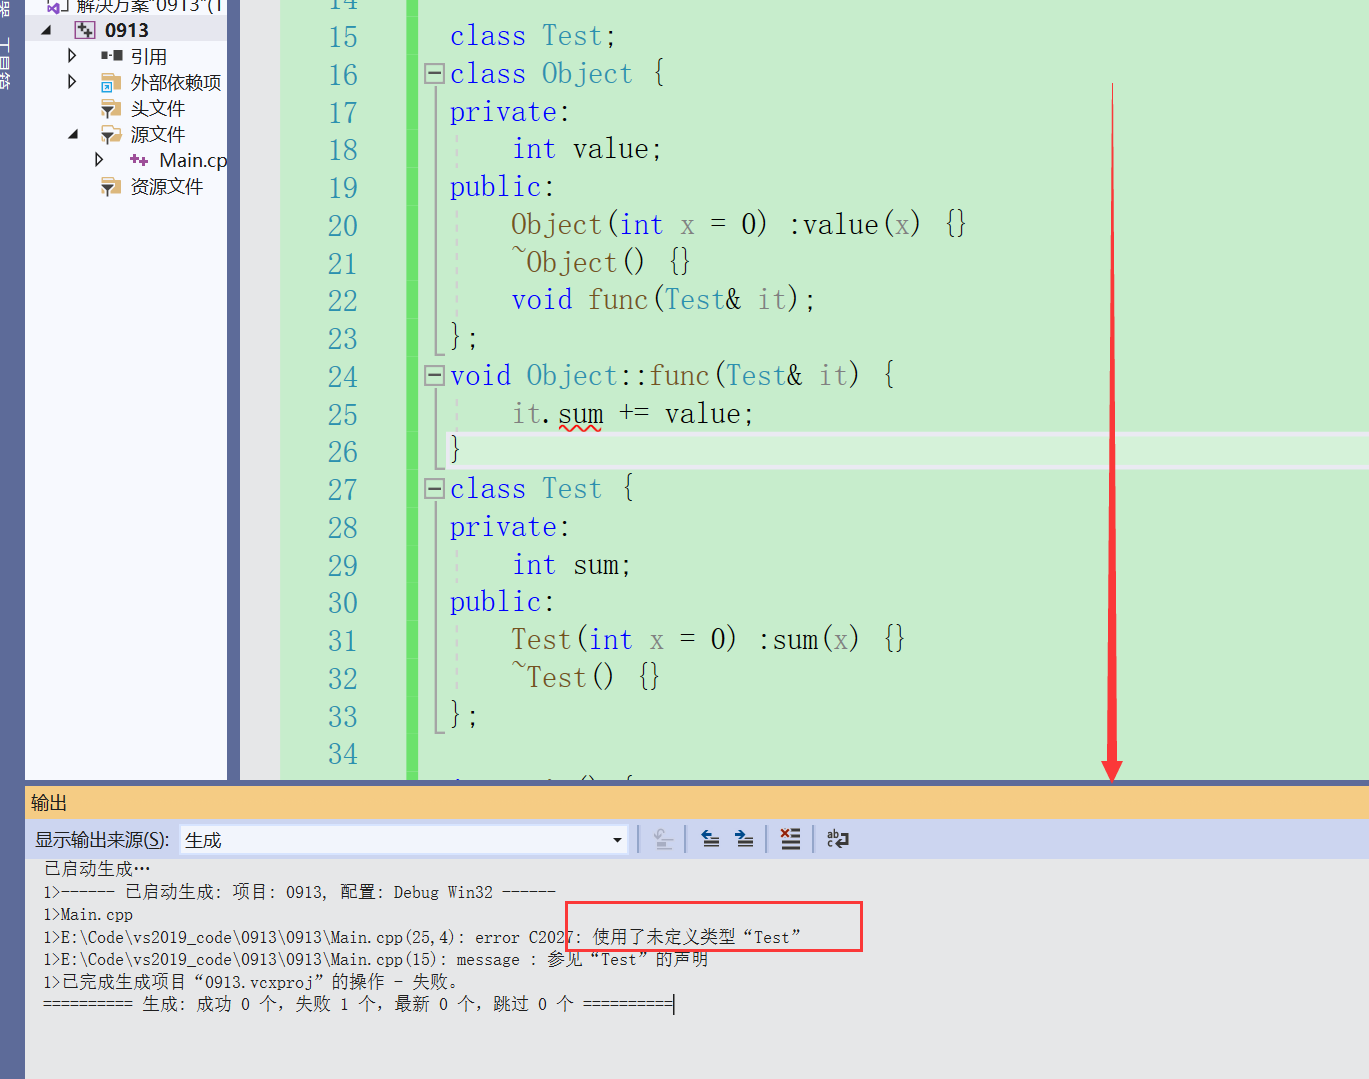 解决方案"0913"(1
0913
引用
外部依赖项
头文件
源文件
Main.cp
资源文件
工具箱
14
15 class Test;
16 class Object {
17 private:
18 int value;
19 public:
20 Object(int x = 0) :value(x) {}
21 ~Object() {}
22 void func(Test& it);
23 };
24 void Object::func(Test& it) {
25 it.sum += value;
26 }
27 class Test {
28 private:
29 int sum;
30 public:
31 Test(int x = 0) :sum(x) {}
32 ~Test() {}
33 };
34
输出
显示输出来源(S): 生成
已启动生成…
1>------ 已启动生成: 项目: 0913, 配置: Debug Win32 ------
1>Main.cpp
1>E:\Code\vs2019_code\0913\0913\Main.cpp(25,4): error C2027: 使用了未定义类型“Test”
1>E:\Code\vs2019_code\0913\0913\Main.cpp(15): message : 参见“Test”的声明
1>已完成生成项目“0913.vcxproj”的操作 - 失败。
========== 生成: 成功 0 个，失败 1 个，最新 0 个，跳过 0 个 ==========